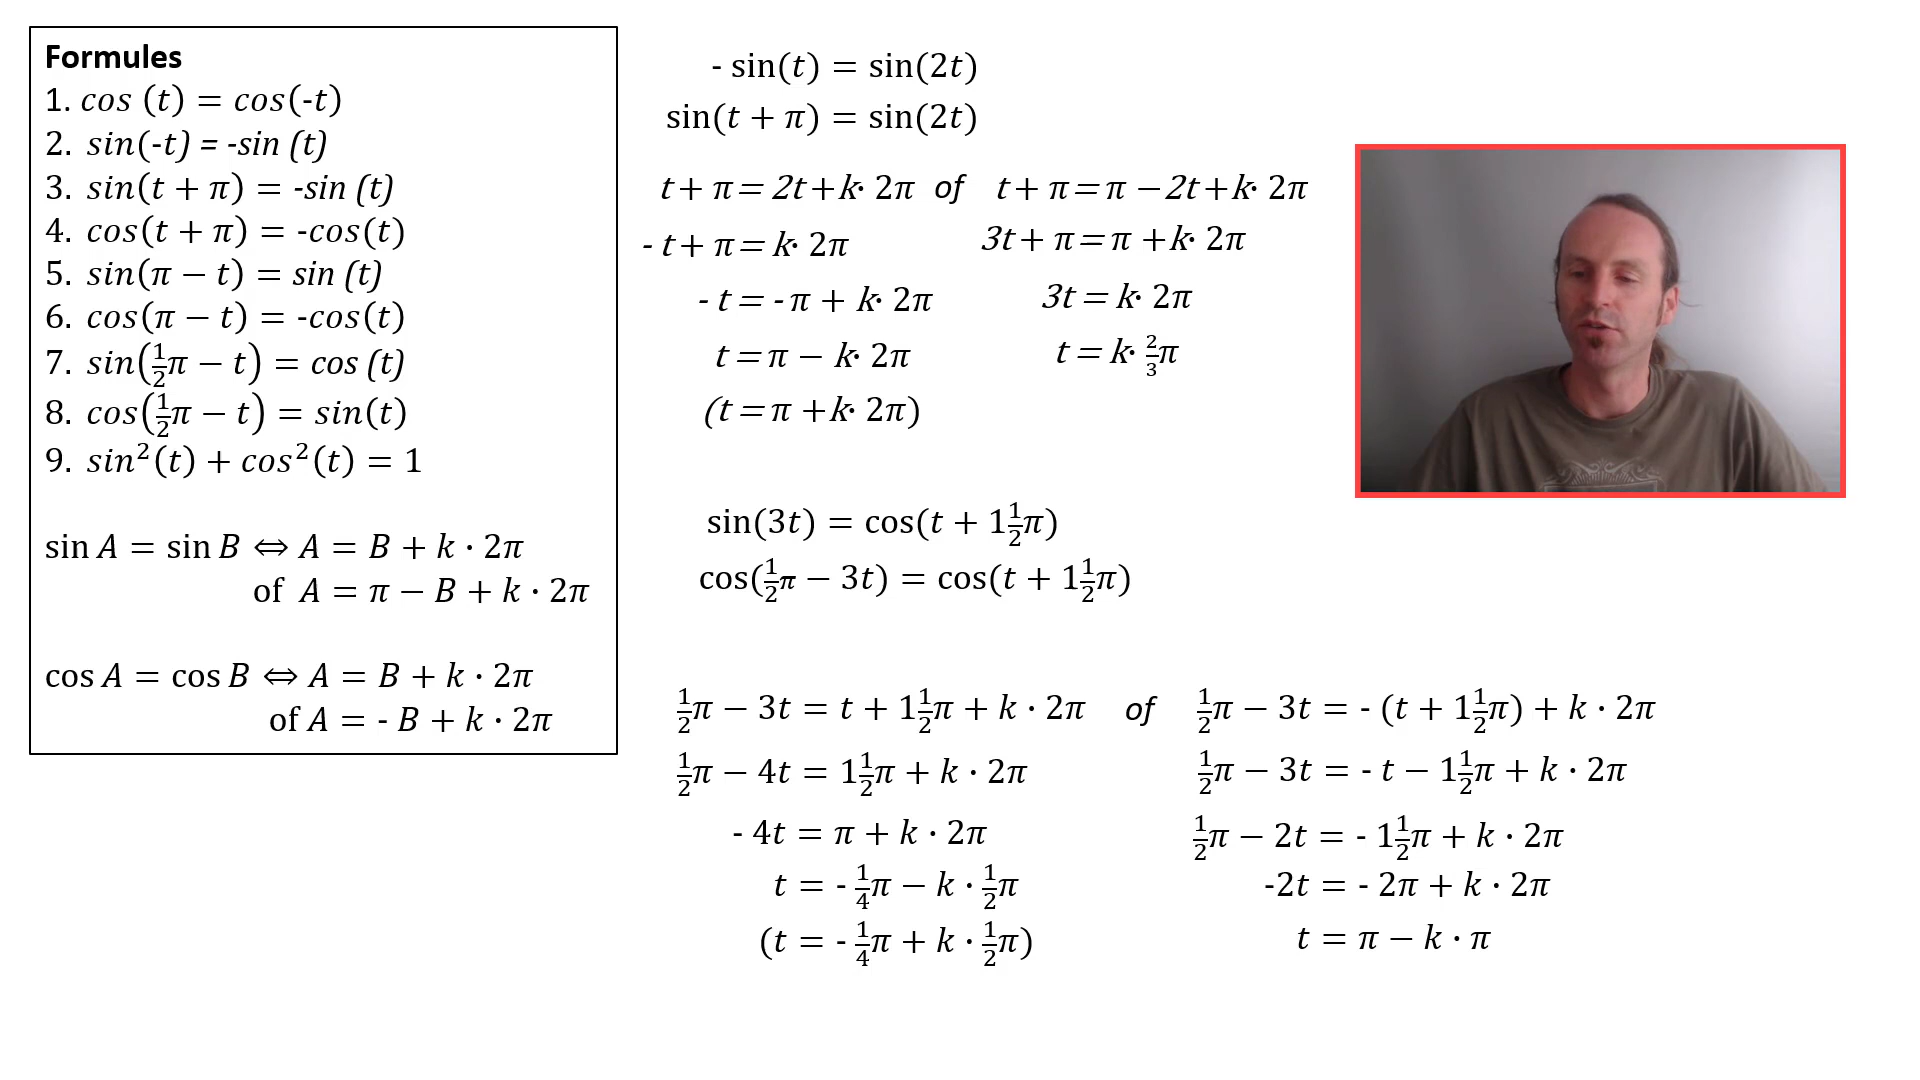 Formules
1. cos (t) = cos(-t)
2. sin(-t) = -sin (t)
3. sin(t + π) = -sin (t)
4. cos(t + π) = -cos(t)
5. sin(π − t) = sin (t)
6. cos(π − t) = -cos(t)
7. sin(½π − t) = cos (t)
8. cos(½π − t) = sin(t)
9. sin²(t) + cos²(t) = 1
sin A = sin B ⇔ A = B + k · 2π
of A = π − B + k · 2π
cos A = cos B ⇔ A = B + k · 2π
of A = - B + k · 2π
- sin(t) = sin(2t)
sin(t + π) = sin(2t)
t + π = 2t + k· 2π of t + π = π − 2t + k· 2π
- t + π = k· 2π
3t + π = π + k· 2π
- t = - π + k· 2π
3t = k· 2π
t = π − k· 2π
t = k· ⅔π
(t = π + k· 2π)
sin(3t) = cos(t + 1½π)
cos(½π − 3t) = cos(t + 1½π)
½π − 3t = t + 1½π + k · 2π of ½π − 3t = - (t + 1½π) + k · 2π
½π − 4t = 1½π + k · 2π
½π − 3t = - t − 1½π + k · 2π
- 4t = π + k · 2π
½π − 2t = - 1½π + k · 2π
t = - ¼π − k · ½π
-2t = - 2π + k · 2π
(t = - ¼π + k · ½π)
t = π − k · π